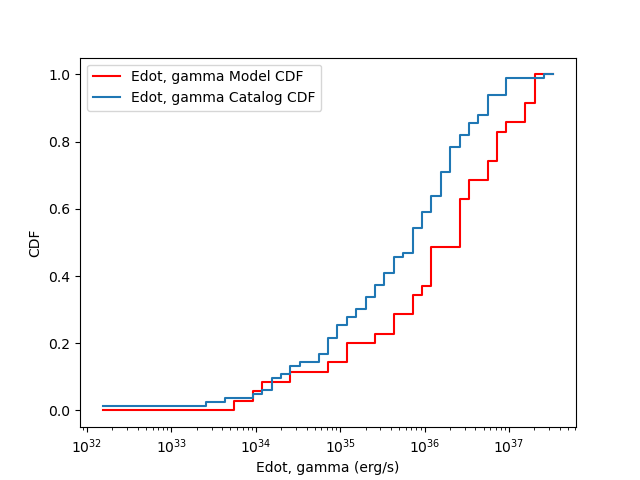 Edot, gamma Model CDF
Edot, gamma Catalog CDF
CDF
1.0
0.8
0.6
0.4
0.2
0.0
10^32 10^33 10^34 10^35 10^36 10^37
Edot, gamma (erg/s)